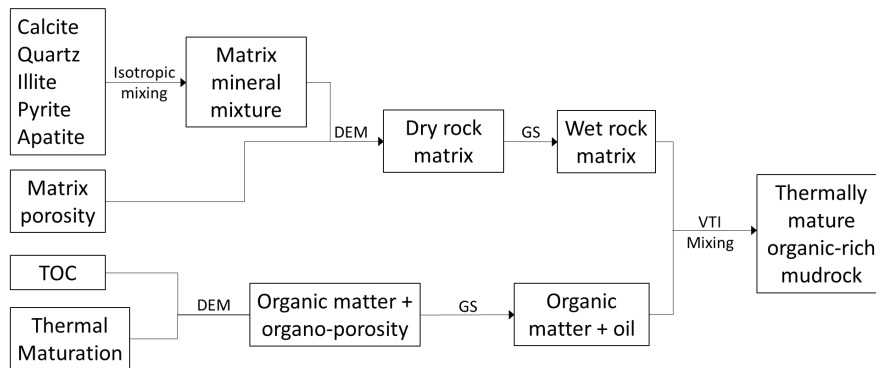 Calcite
Quartz
Illite
Pyrite
Apatite
Isotropic
mixing
Matrix
mineral
mixture
Matrix
porosity
DEM
Dry rock
matrix
GS
Wet rock
matrix
TOC
Thermal
Maturation
DEM
Organic matter +
organo-porosity
GS
Organic
matter + oil
VTI
Mixing
Thermally
mature
organic-rich
mudrock